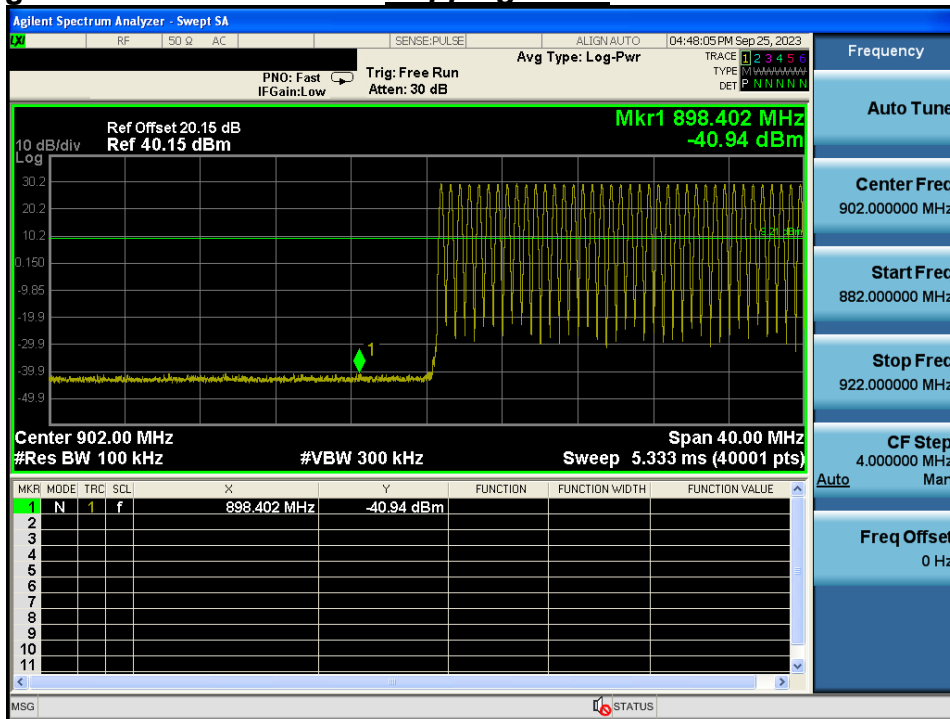 Agilent Spectrum Analyzer - Swept SA
LXI RF 50 Ω AC SENSE:PULSE ALIGN AUTO 04:48:05 PM Sep 25, 2023
Frequency
Avg Type: Log-Pwr
TRACE 1 2 3 4 5 6
PNO: Fast Trig: Free Run
TYPE M
IFGain:Low Atten: 30 dB
DET P N N N N N
Auto Tune
Mkr1 898.402 MHz
-40.94 dBm
Ref Offset 20.15 dB
10 dB/div Ref 40.15 dBm
Log
30.2
20.2
10.2
9.21 dBm
0.150
-9.85
-19.9
-29.9
-39.9
-49.9
1
Center Freq
902.000000 MHz
Start Freq
882.000000 MHz
Stop Freq
922.000000 MHz
Center 902.00 MHz Span 40.00 MHz
#Res BW 100 kHz #VBW 300 kHz Sweep 5.333 ms (40001 pts)
CF Step
4.000000 MHz
Auto Man
MKR MODE TRC SCL X Y FUNCTION FUNCTION WIDTH FUNCTION VALUE
1 N 1 f 898.402 MHz -40.94 dBm
2
3
4
5
6
7
8
9
10
11
Freq Offset
0 Hz
MSG STATUS